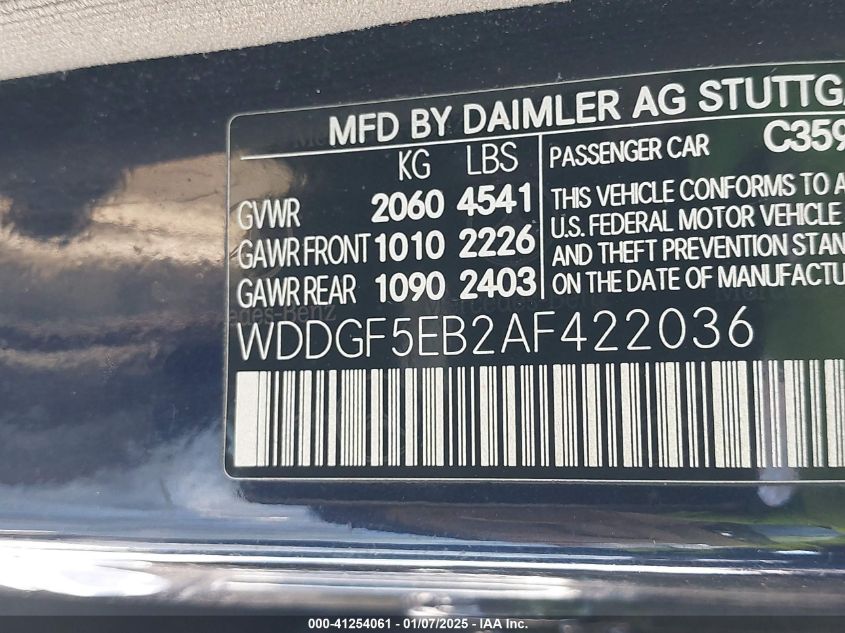 MFD BY DAIMLER AG STUTTGA
KG LBS
GVWR 2060 4541
GAWR FRONT 1010 2226
GAWR REAR 1090 2403
PASSENGER CAR C359
THIS VEHICLE CONFORMS TO A
U.S. FEDERAL MOTOR VEHICLE
AND THEFT PREVENTION STAN
ON THE DATE OF MANUFACTU
WDDGF5EB2AF422036
000-41254061 - 01/07/2025 - IAA Inc.